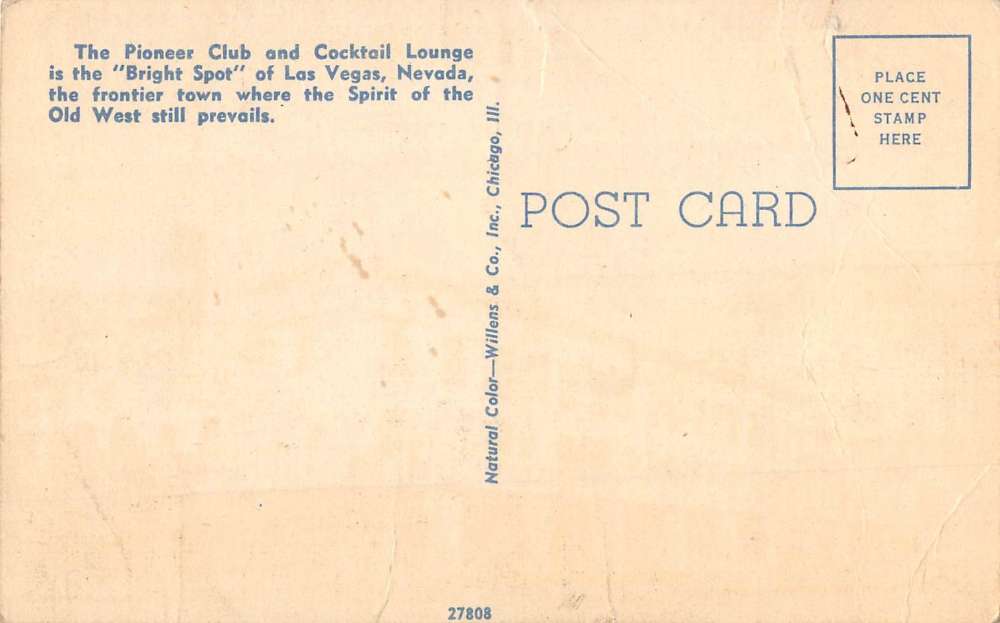 The Pioneer Club and Cocktail Lounge
is the "Bright Spot" of Las Vegas, Nevada,
the frontier town where the Spirit of the
Old West still prevails.
Natural Color—Willens & Co., Inc., Chicago, Ill.
POST CARD
PLACE
ONE CENT
STAMP
HERE
27808